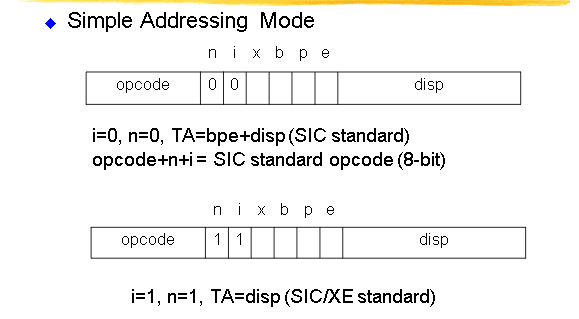 Simple Addressing Mode
n i x b p e
opcode 0 0 disp
i=0, n=0, TA=bpe+disp (SIC standard)
opcode+n+i = SIC standard opcode (8-bit)
n i x b p e
opcode 1 1 disp
i=1, n=1, TA=disp (SIC/XE standard)